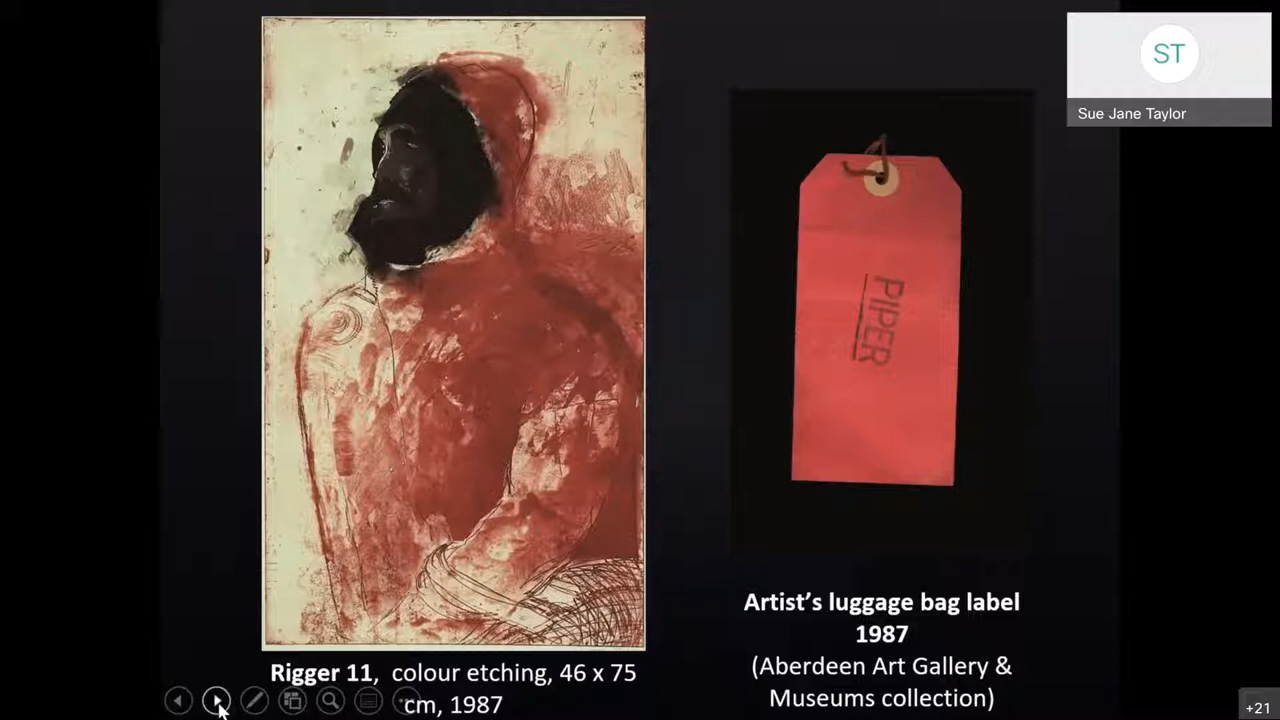 ST
Sue Jane Taylor
PIPER
Artist’s luggage bag label
1987
(Aberdeen Art Gallery &
Museums collection)
Rigger 11, colour etching, 46 x 75
cm, 1987
+21